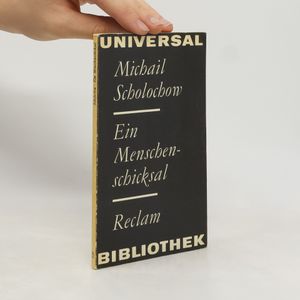 UNIVERSAL
Michail
Scholochow
Ein
Menschen-
schicksal
Reclam
BIBLIOTHEK